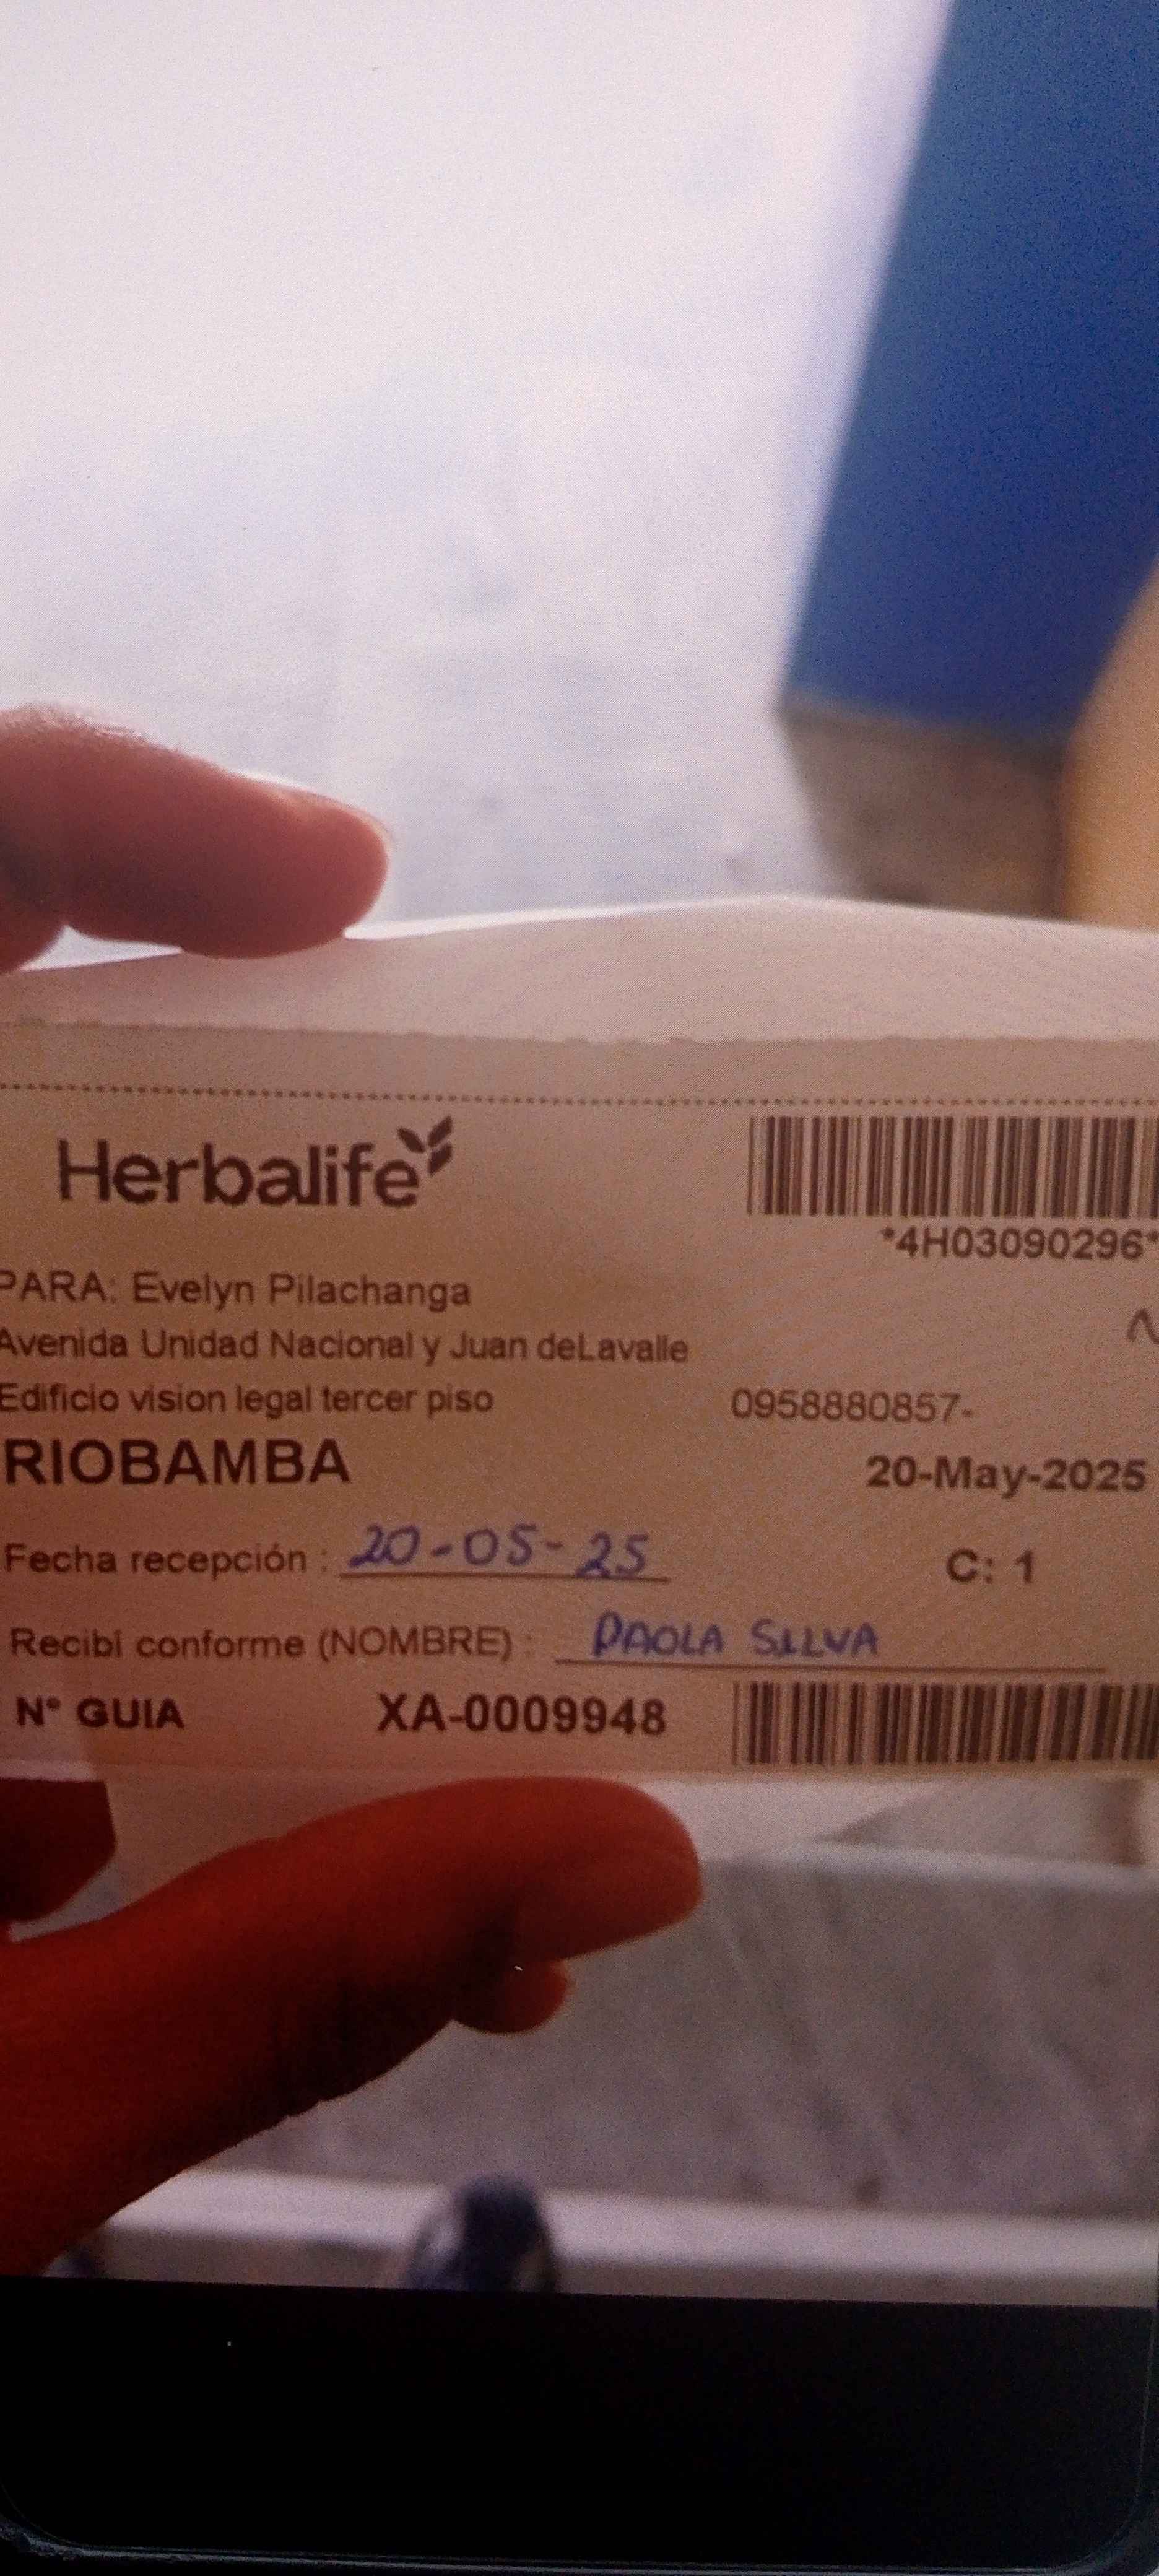 Herbalife
*4H03090296*
PARA: Evelyn Pilachanga
Avenida Unidad Nacional y Juan deLavalle
Edificio vision legal tercer piso 0958880857-
RIOBAMBA 20-May-2025
Fecha recepción : 20-05-25 C: 1
Recibí conforme (NOMBRE) : PAOLA SILVA
N° GUIA XA-0009948